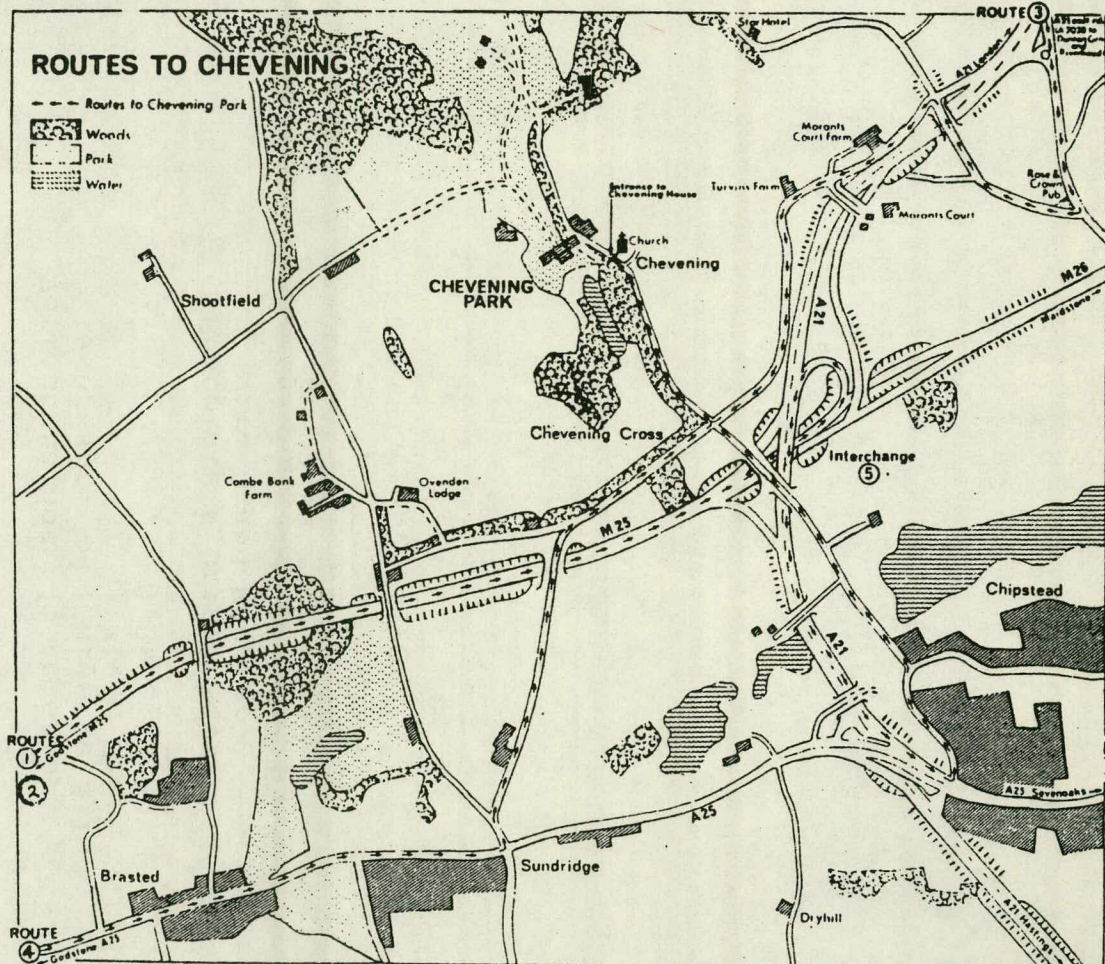 ROUTE 3
Star Hotel
A21 London
ROUTES TO CHEVENING
Routes to Chevening Park
Woods
Park
Water
Morants
Court Farm
Turvins Farm
Rose &
Crown
Pub
Morants Court
Entrance to
Chevening House
Church
Chevening
CHEVENING
PARK
M 26
Maidstone
Shootfield
A21
Chevening Cross
Interchange
5
Combe Bank
Farm
Ovenden
Lodge
M 25
Chipstead
A21
ROUTES
1
Godstone M25
2
A25 Sevenoaks
A25
Brasted
Sundridge
Dryhill
ROUTE
4
Godstone A25
A21 Hastings